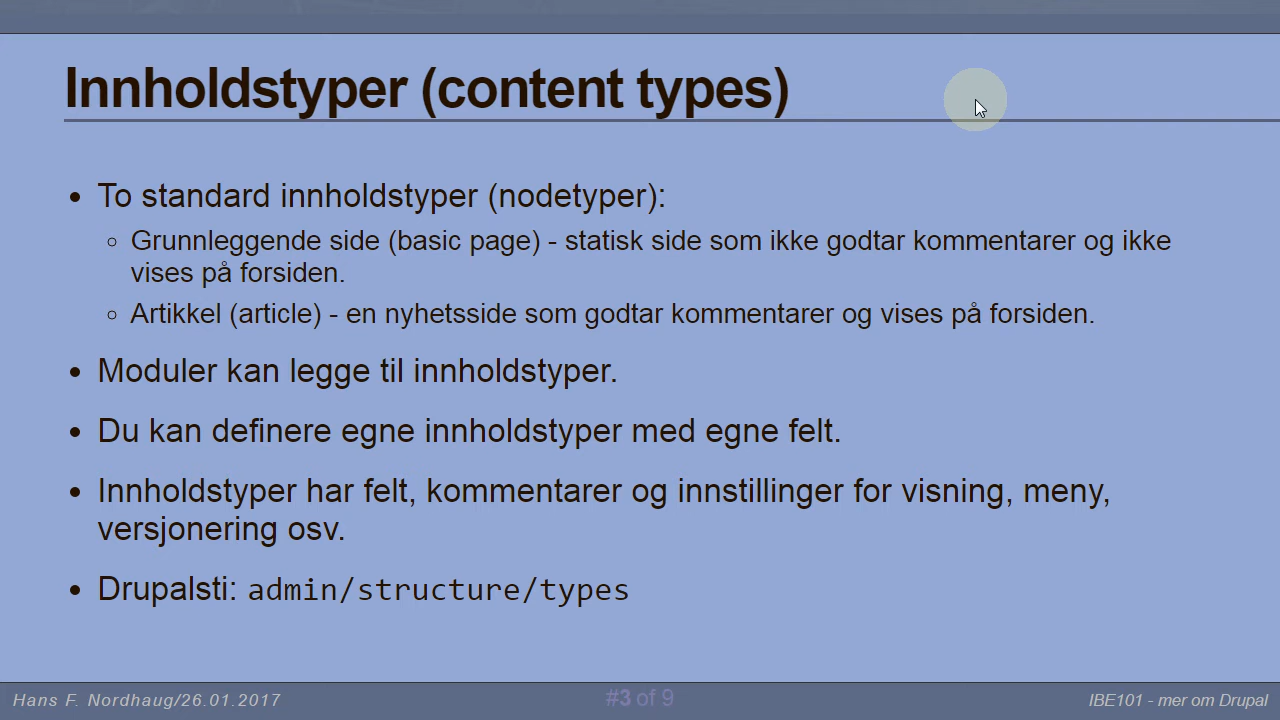 Innholdstyper (content types)
• To standard innholdstyper (nodetyper):
◦ Grunnleggende side (basic page) - statisk side som ikke godtar kommentarer og ikke
vises på forsiden.
◦ Artikkel (article) - en nyhetsside som godtar kommentarer og vises på forsiden.
• Moduler kan legge til innholdstyper.
• Du kan definere egne innholdstyper med egne felt.
• Innholdstyper har felt, kommentarer og innstillinger for visning, meny,
versjonering osv.
• Drupalsti: admin/structure/types
Hans F. Nordhaug/26.01.2017
#3 of 9
IBE101 - mer om Drupal